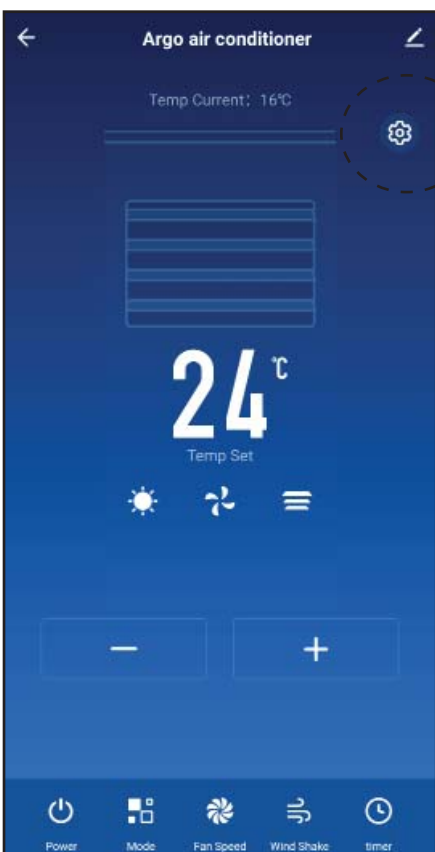 Argo air conditioner
Temp Current: 16℃
24 ℃
Temp Set
Power Mode Fan Speed Wind Shake timer